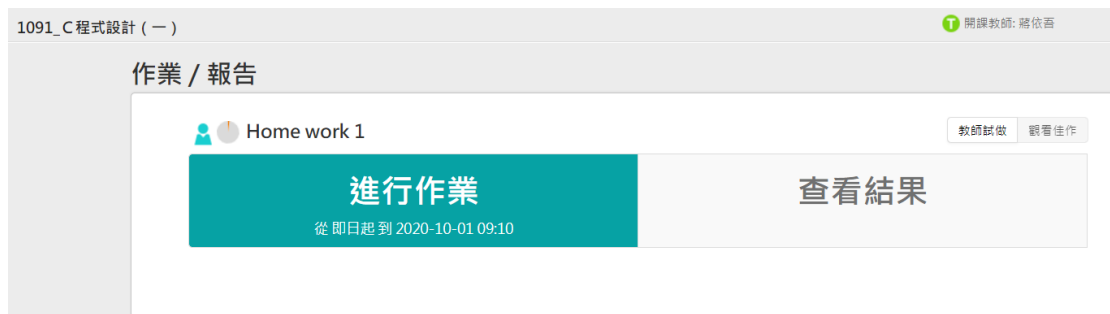 1091_C程式設計 ( 一 )
T 開課教師: 蔣依吾
作業 / 報告
Home work 1
教師試做 觀看佳作
進行作業
查看結果
從 即日起 到 2020-10-01 09:10